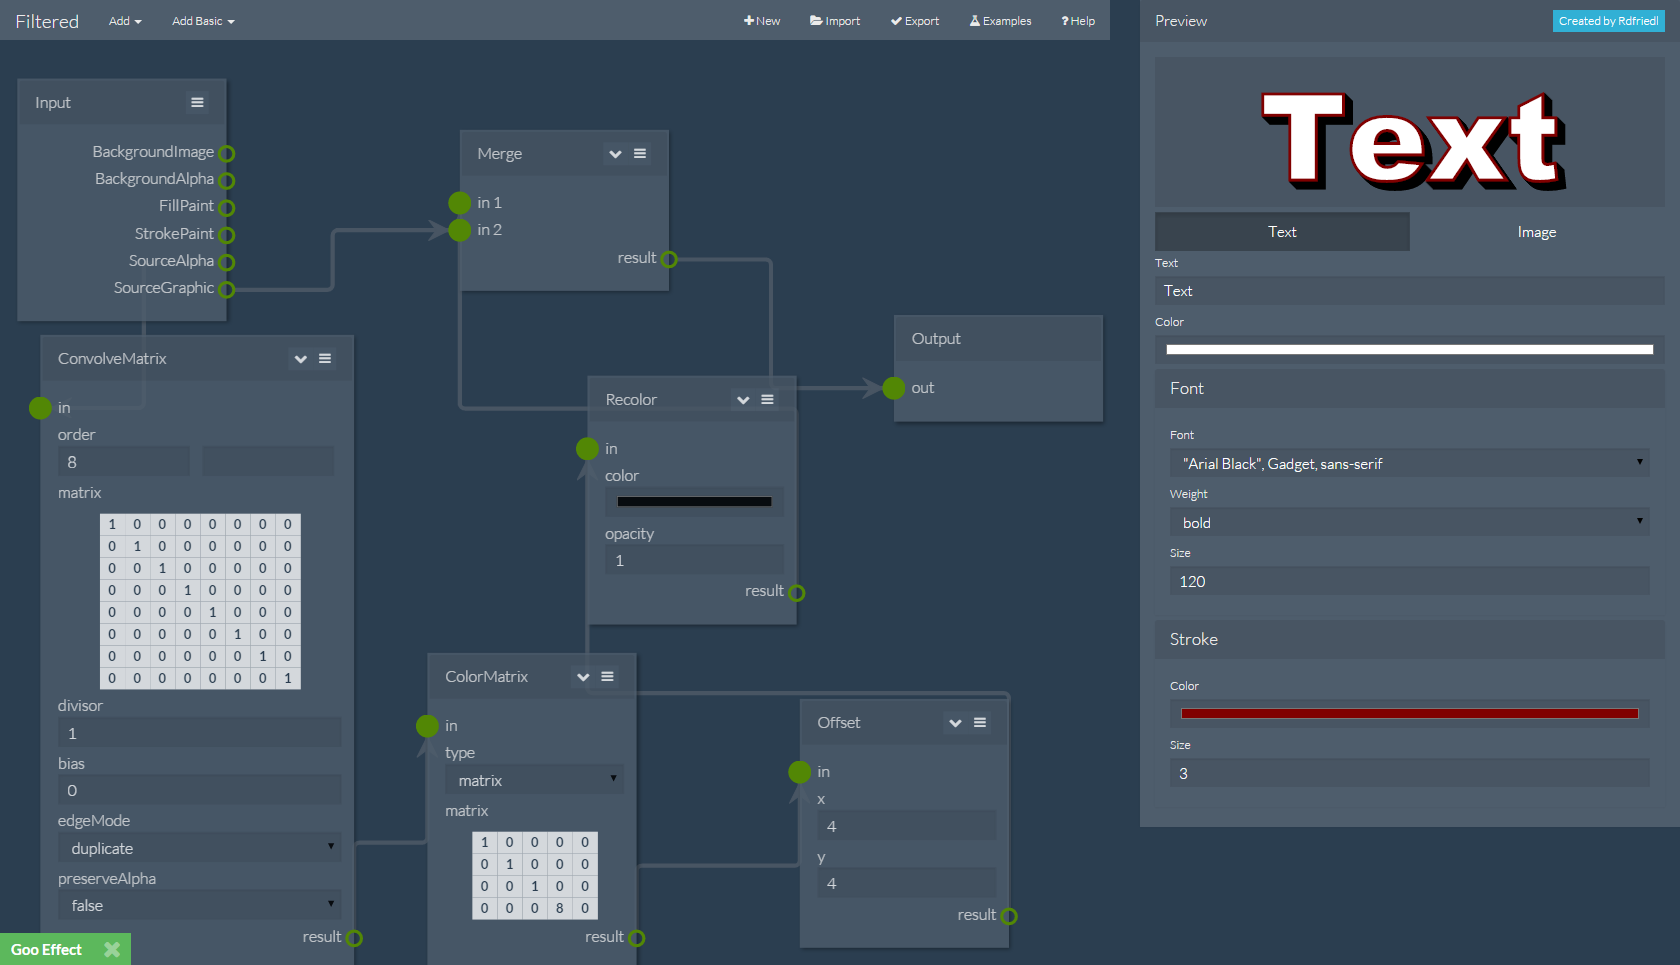 Filtered Add Add Basic New Import Export Examples Help
Input
BackgroundImage
BackgroundAlpha
FillPaint
StrokePaint
SourceAlpha
SourceGraphic
Merge
in 1
in 2
result
ConvolveMatrix
in
order
8
matrix
1 0 0 0 0 0 0 0
0 1 0 0 0 0 0 0
0 0 1 0 0 0 0 0
0 0 0 1 0 0 0 0
0 0 0 0 1 0 0 0
0 0 0 0 0 1 0 0
0 0 0 0 0 0 1 0
0 0 0 0 0 0 0 1
divisor
1
bias
0
edgeMode
duplicate
preserveAlpha
false
result
Recolor
in
color
opacity
1
result
Output
out
ColorMatrix
in
type
matrix
matrix
1 0 0 0 0
0 1 0 0 0
0 0 1 0 0
0 0 0 8 0
result
Offset
in
x
4
y
4
result
Goo Effect
Preview Created by Rdfriedl
Text
Text Image
Text
Text
Color
Font
Font
"Arial Black", Gadget, sans-serif
Weight
bold
Size
120
Stroke
Color
Size
3